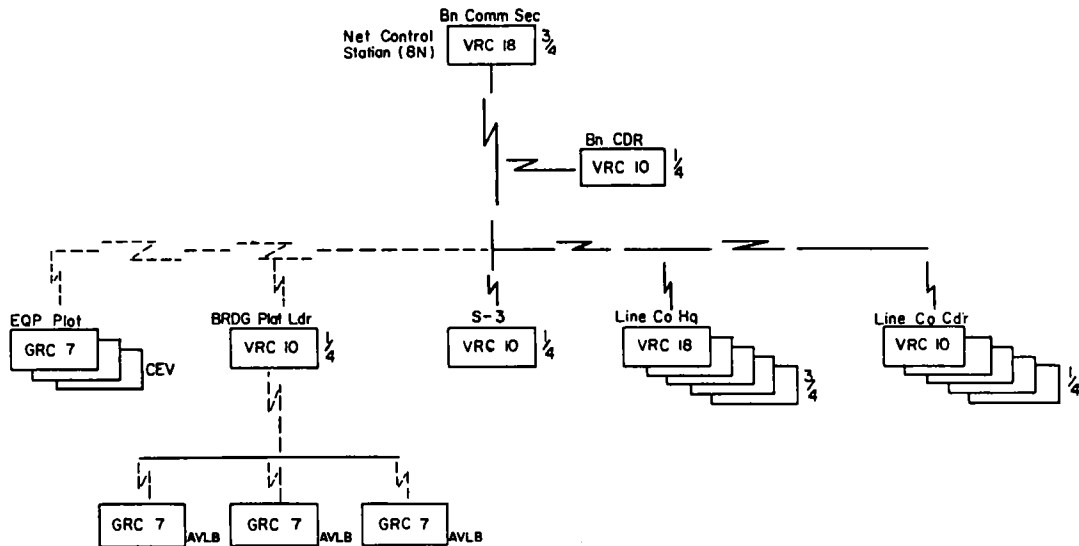 Bn Comm Sec
Net Control
Station (8N)
VRC 18
3/4
Bn CDR
VRC 10
1/4
EQP Plat
GRC 7
CEV
BRDG Plat Ldr
VRC 10
1/4
S-3
VRC 10
1/4
Line Co Hq
VRC 18
3/4
Line Co Cdr
VRC 10
1/4
GRC 7
AVLB
GRC 7
AVLB
GRC 7
AVLB